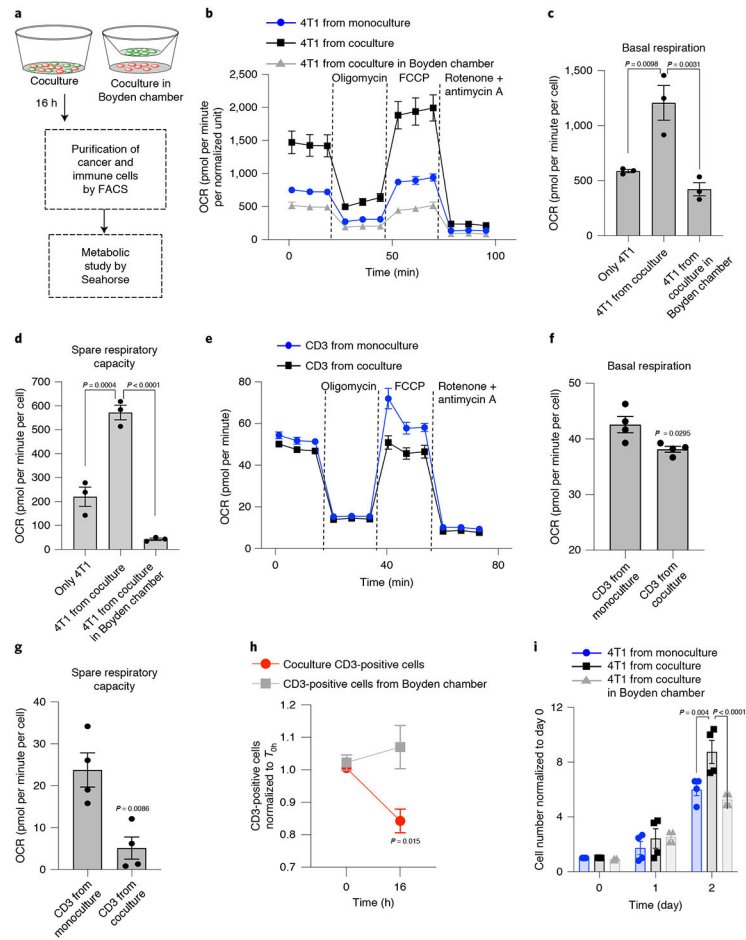 a
Coculture
Coculture in
Boyden chamber
16 h
Purification of
cancer and
immune cells
by FACS
Metabolic
study by
Seahorse
b
4T1 from monoculture
4T1 from coculture
4T1 from coculture in Boyden chamber
Oligomycin
FCCP
Rotenone +
antimycin A
OCR (pmol per minute
per normalized unit)
2,500
2,000
1,500
1,000
500
0
0
50
100
Time (min)
c
Basal respiration
P = 0.0098
P = 0.0031
OCR (pmol per minute per cell)
1,500
1,000
500
0
Only 4T1
4T1 from coculture
4T1 from
coculture in
Boyden chamber
d
Spare respiratory
capacity
P = 0.0004
P < 0.0001
OCR (pmol per minute per cell)
700
600
500
400
300
200
100
0
Only 4T1
4T1 from coculture
4T1 from coculture
in Boyden chamber
e
CD3 from monoculture
CD3 from coculture
Oligomycin
FCCP
Rotenone +
antimycin A
OCR (pmol per minute)
80
60
40
20
0
0
40
80
Time (min)
f
Basal respiration
P = 0.0295
OCR (pmol per minute per cell)
50
40
30
20
CD3 from
monoculture
CD3 from
coculture
g
Spare respiratory
capacity
P = 0.0086
OCR (pmol per minute per cell)
40
30
20
10
0
CD3 from
monoculture
CD3 from
coculture
h
Coculture CD3-positive cells
CD3-positive cells from Boyden chamber
CD3-positive cells
normalized to T0h
1.2
1.1
1.0
0.9
0.8
0.7
P = 0.015
0
16
Time (h)
i
4T1 from monoculture
4T1 from coculture
4T1 from coculture
in Boyden chamber
P = 0.004
P < 0.0001
Cell number normalized to day 0
12
8
4
0
0
1
2
Time (day)